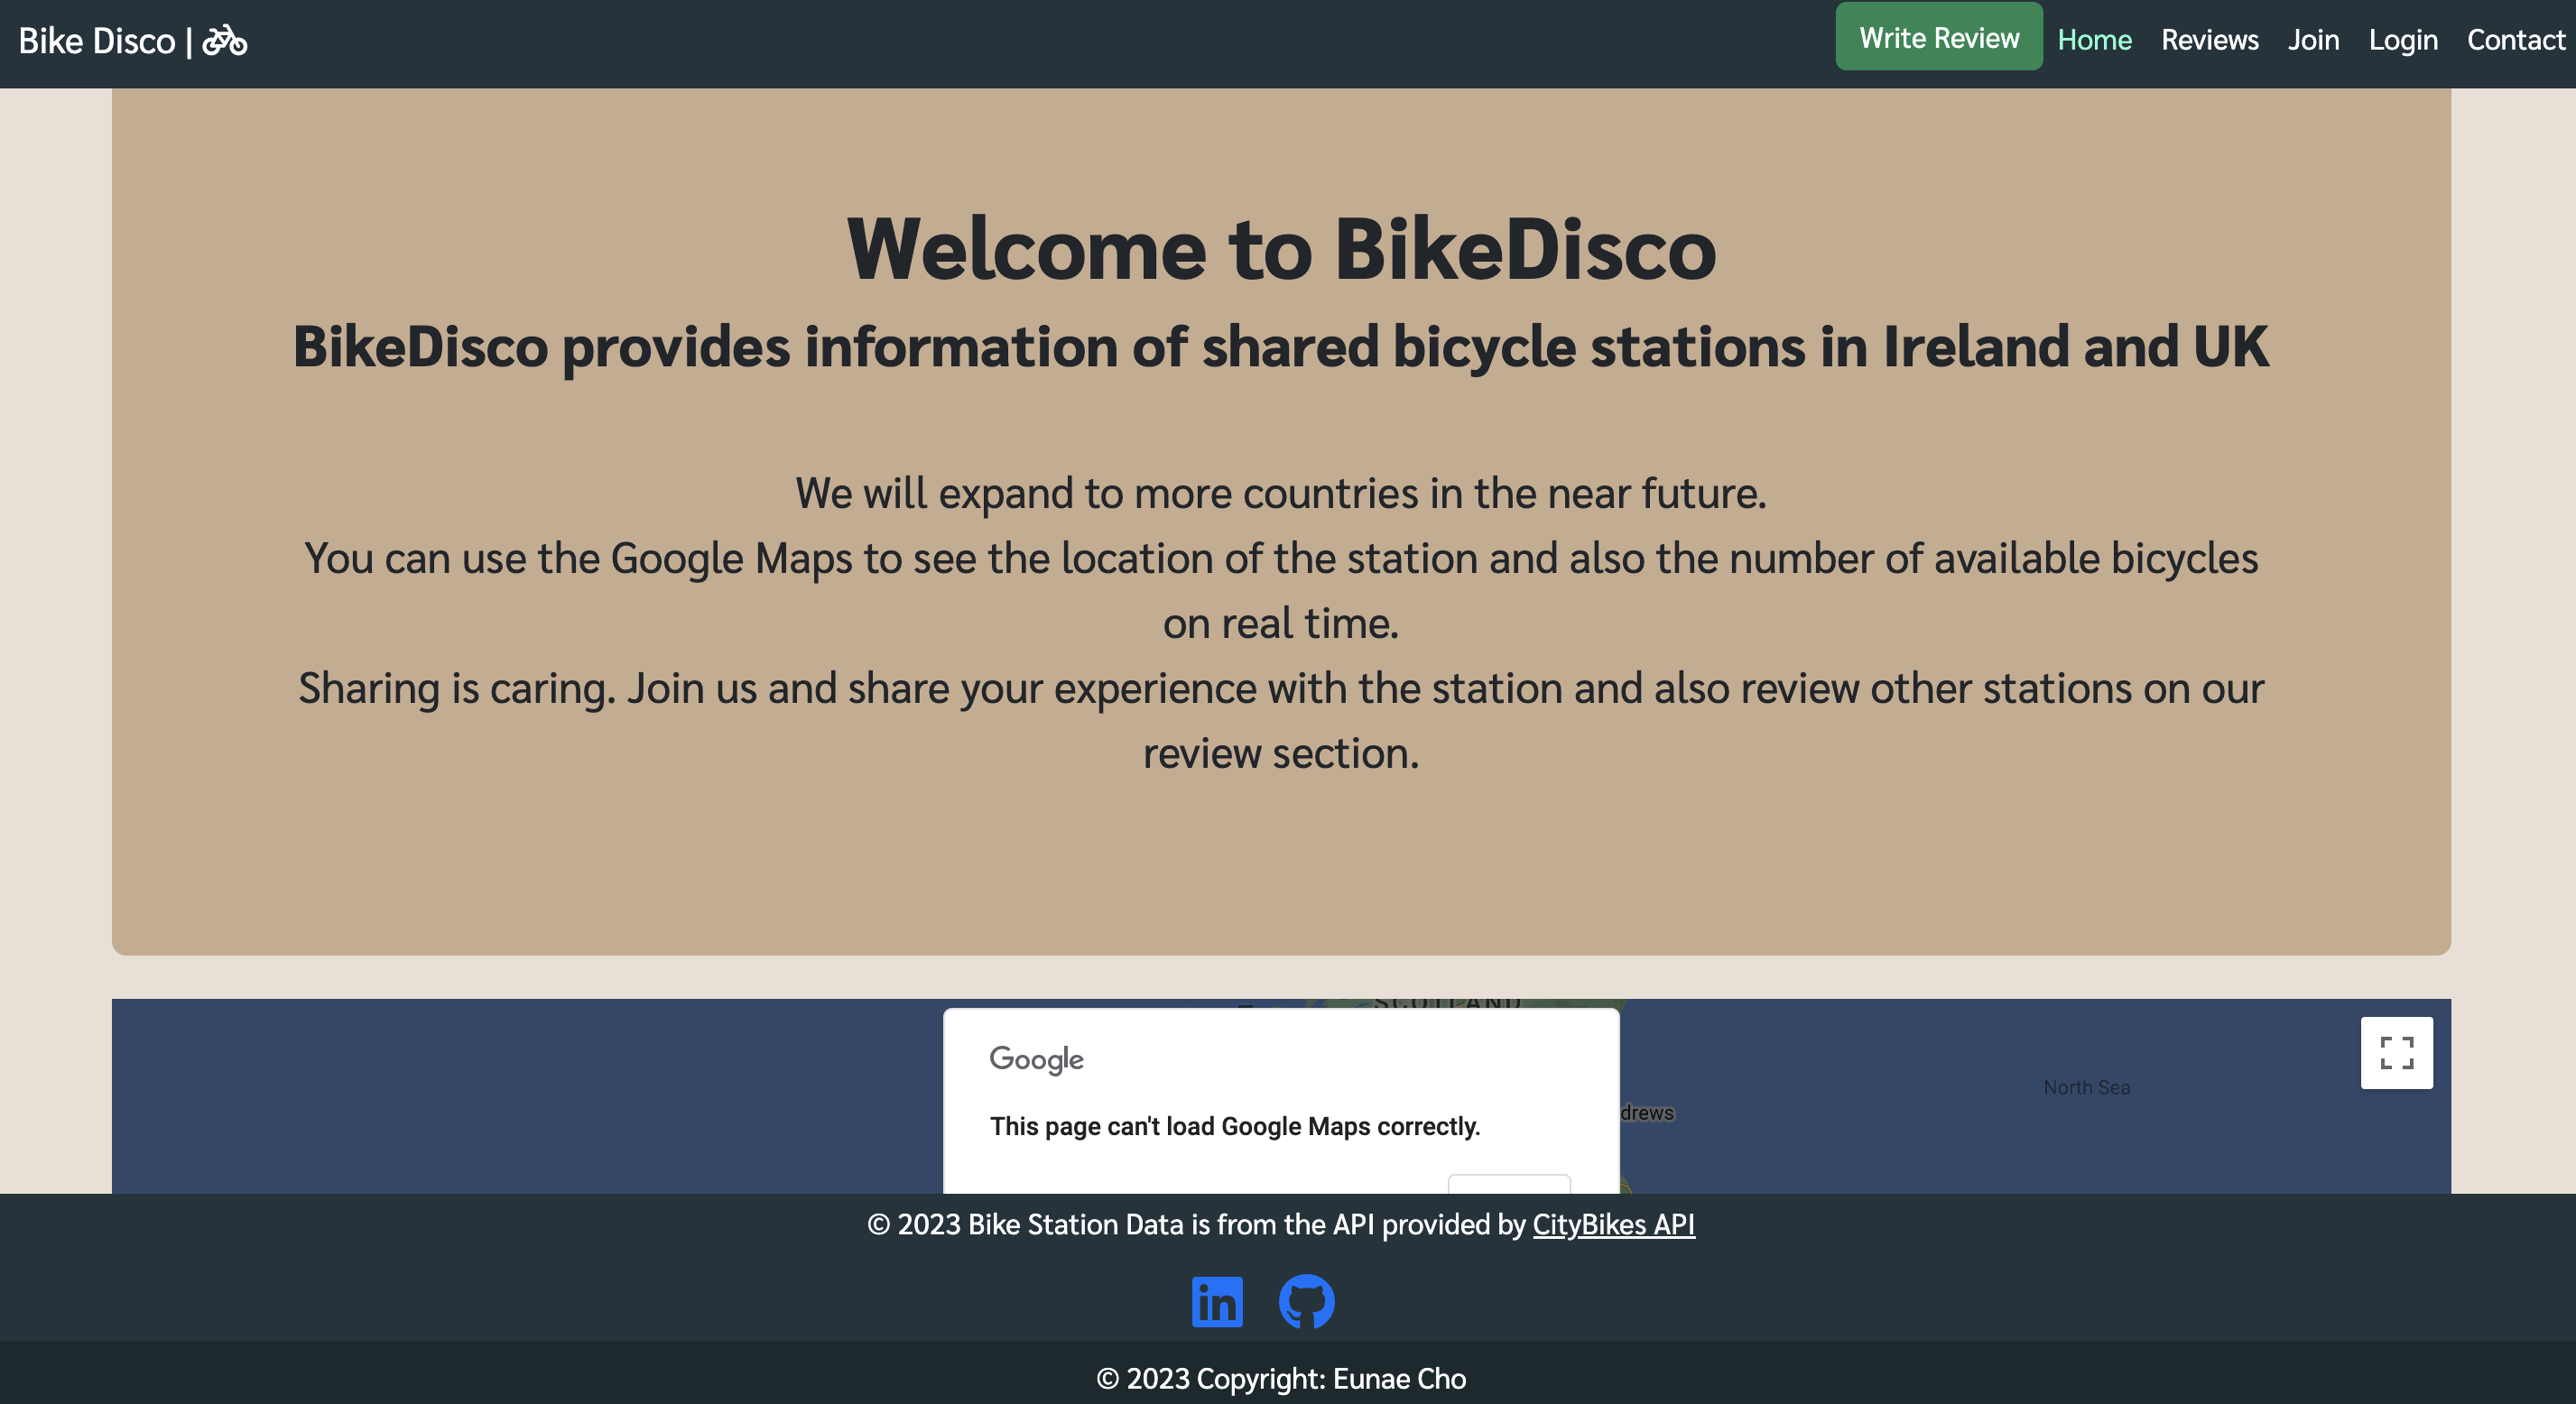 Bike Disco |
Write Review
Home
Reviews
Join
Login
Contact
Welcome to BikeDisco
BikeDisco provides information of shared bicycle stations in Ireland and UK
We will expand to more countries in the near future.
You can use the Google Maps to see the location of the station and also the number of available bicycles
on real time.
Sharing is caring. Join us and share your experience with the station and also review other stations on our
review section.
SCOTLAND
Google
North Sea
drews
This page can't load Google Maps correctly.
© 2023 Bike Station Data is from the API provided by CityBikes API
in
© 2023 Copyright: Eunae Cho